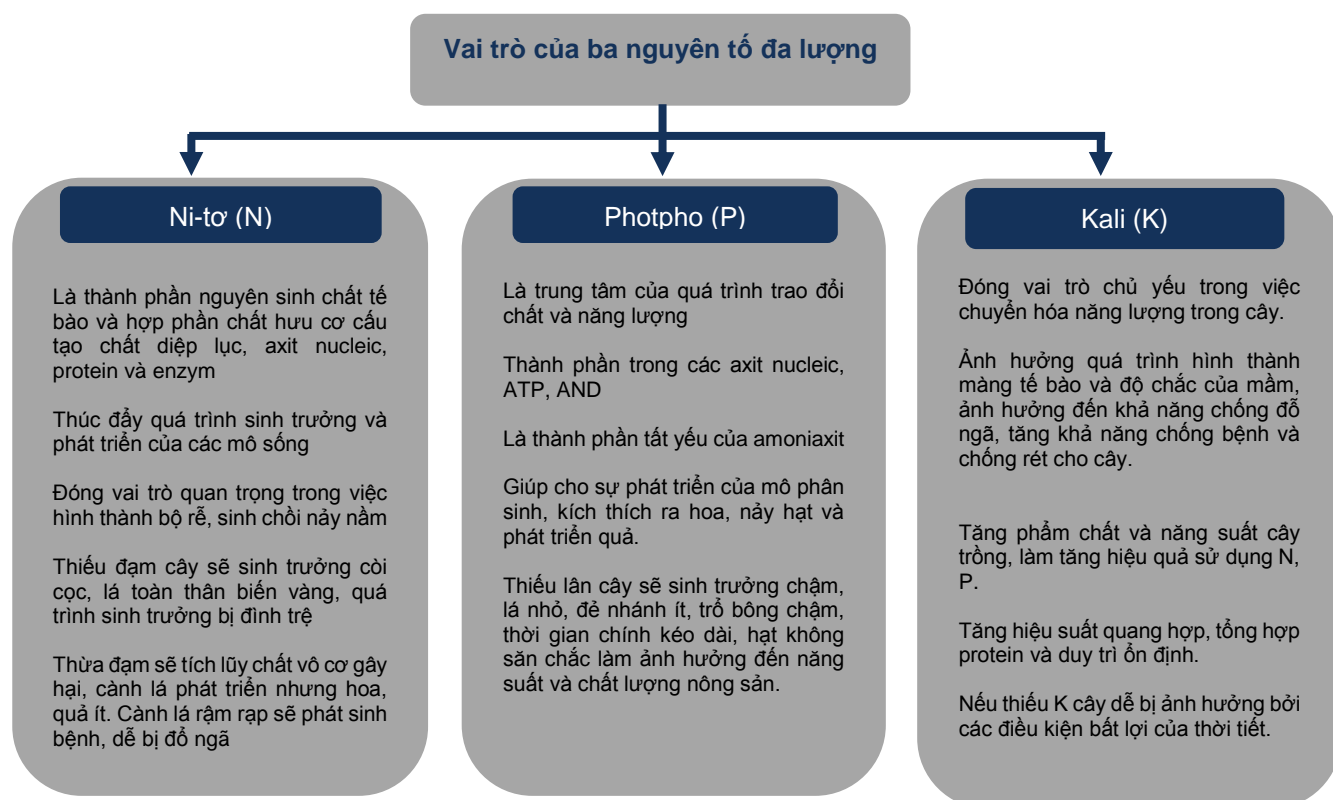 Vai trò của ba nguyên tố đa lượng
Ni-tơ (N)
Là thành phần nguyên sinh chất tế
bào và hợp phần chất hưu cơ cấu
tạo chất diệp lục, axit nucleic,
protein và enzym
Thúc đẩy quá trình sinh trưởng và
phát triển của các mô sống
Đóng vai trò quan trọng trong việc
hình thành bộ rễ, sinh chồi nảy nầm
Thiếu đạm cây sẽ sinh trưởng còi
cọc, lá toàn thân biến vàng, quá
trình sinh trưởng bị đình trệ
Thừa đạm sẽ tích lũy chất vô cơ gây
hại, cành lá phát triển nhưng hoa,
quả ít. Cành lá rậm rạp sẽ phát sinh
bệnh, dễ bị đổ ngã
Photpho (P)
Là trung tâm của quá trình trao đổi
chất và năng lượng
Thành phần trong các axit nucleic,
ATP, AND
Là thành phần tất yếu của amoniaxit
Giúp cho sự phát triển của mô phân
sinh, kích thích ra hoa, nảy hạt và
phát triển quả.
Thiếu lân cây sẽ sinh trưởng chậm,
lá nhỏ, đẻ nhánh ít, trổ bông chậm,
thời gian chính kéo dài, hạt không
săn chắc làm ảnh hưởng đến năng
suất và chất lượng nông sản.
Kali (K)
Đóng vai trò chủ yếu trong việc
chuyển hóa năng lượng trong cây.
Ảnh hưởng quá trình hình thành
màng tế bào và độ chắc của mầm,
ảnh hưởng đến khả năng chống đỗ
ngã, tăng khả năng chống bệnh và
chống rét cho cây.
Tăng phẩm chất và năng suất cây
trồng, làm tăng hiệu quả sử dụng N,
P.
Tăng hiệu suất quang hợp, tổng hợp
protein và duy trì ổn định.
Nếu thiếu K cây dễ bị ảnh hưởng bởi
các điều kiện bất lợi của thời tiết.